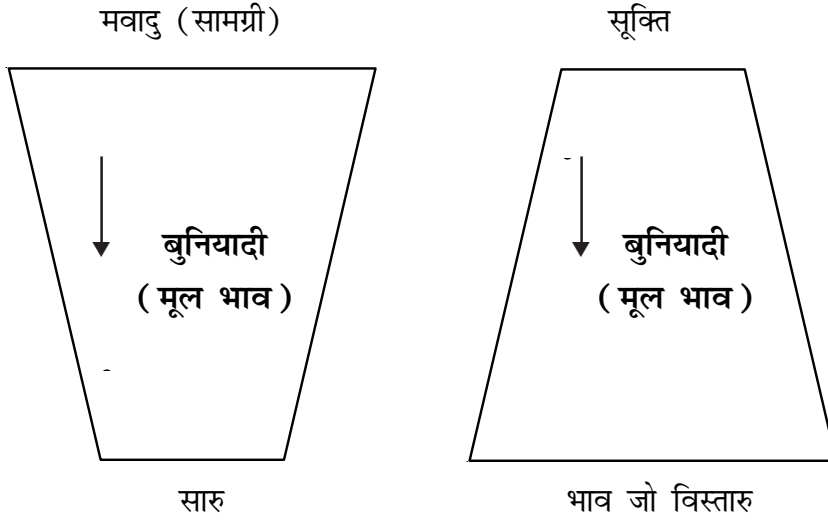 मवादु (सामग्री)
बुनियादी
(मूल भाव)
सारु
सूक्ति
बुनियादी
(मूल भाव)
भाव जो विस्तारु